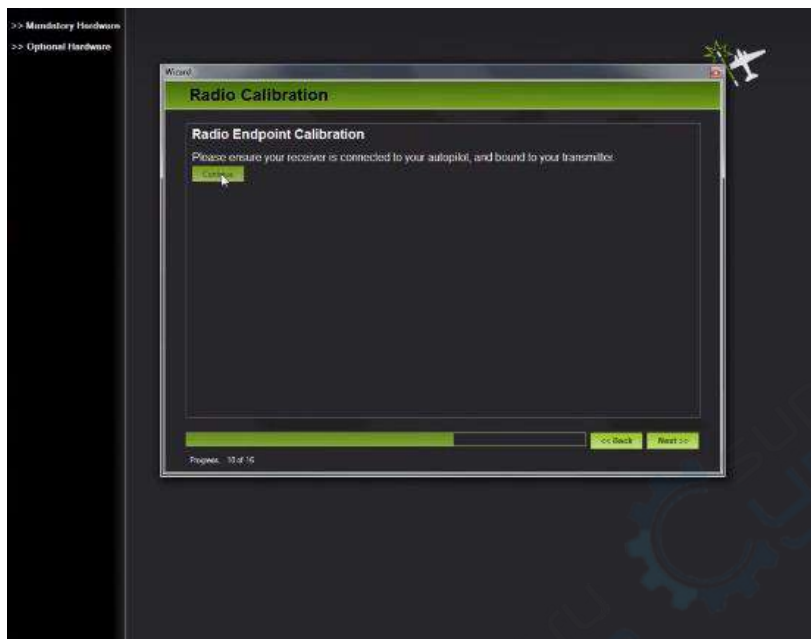 >> Mandatory Hardware
>> Optional Hardware
Wizard
Radio Calibration
Radio Endpoint Calibration
Please ensure your receiver is connected to your autopilot, and bound to your transmitter.
Continue
<< Back Next >>
Progress: 10 of 16